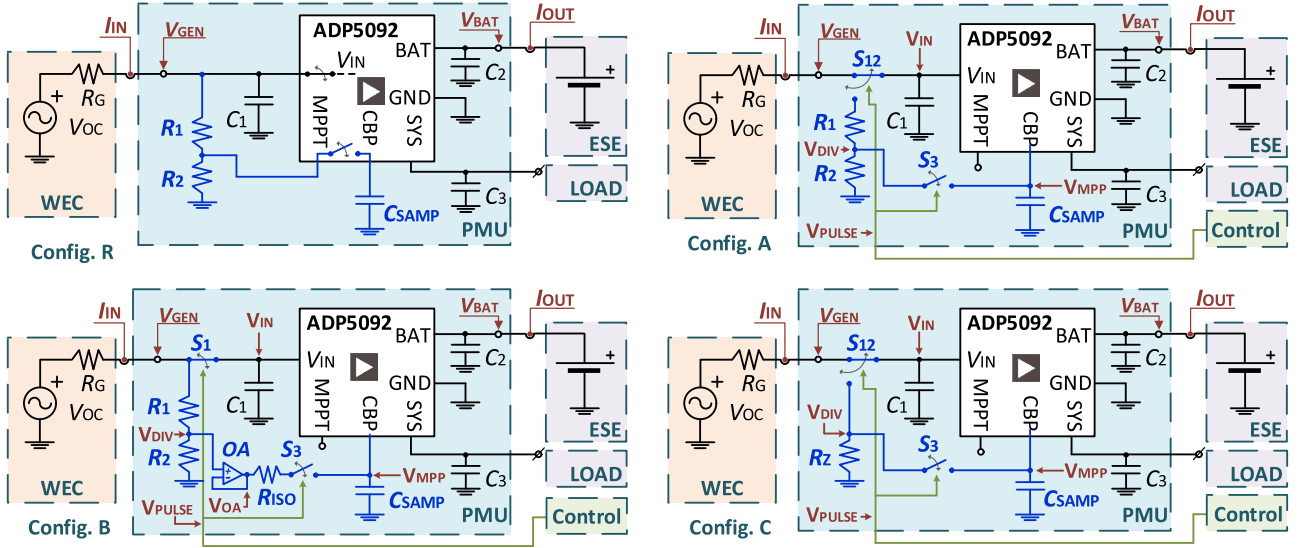 IIN
VGEN
ADP5092
VBAT
IOUT
VIN
BAT
C2
RG
VOC
C1
MPPT
CBP
GND
SYS
R1
R2
CSAMP
C3
ESE
LOAD
WEC
PMU
Config. R
IIN
VGEN
S12
VIN
ADP5092
VBAT
IOUT
VIN
BAT
C2
RG
VOC
C1
MPPT
CBP
GND
SYS
R1
VDIV
R2
S3
VMPP
CSAMP
C3
ESE
LOAD
WEC
VPULSE
PMU
Control
Config. A
IIN
VGEN
S1
VIN
ADP5092
VBAT
IOUT
VIN
BAT
C2
RG
VOC
C1
MPPT
CBP
GND
SYS
R1
VDIV
R2
OA
S3
RISO
VOA
VMPP
CSAMP
C3
ESE
LOAD
WEC
VPULSE
PMU
Control
Config. B
IIN
VGEN
S12
VIN
ADP5092
VBAT
IOUT
VIN
BAT
C2
RG
VOC
C1
MPPT
CBP
GND
SYS
VDIV
RZ
S3
VMPP
CSAMP
C3
ESE
LOAD
WEC
VPULSE
PMU
Control
Config. C